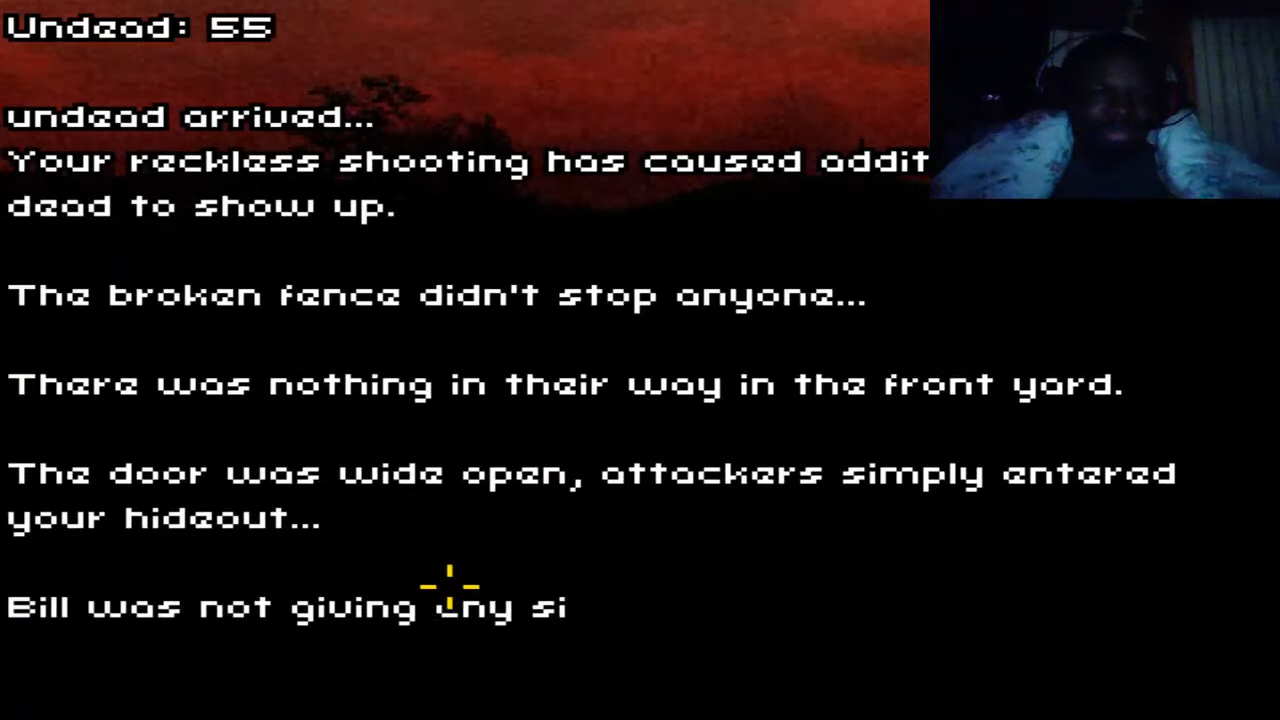 Undead: 55
undead arrived...
Your reckless shooting has caused addit
dead to show up.
The broken fence didn't stop anyone...
There was nothing in their way in the front yard.
The door was wide open, attackers simply entered
your hideout...
Bill was not giving any si